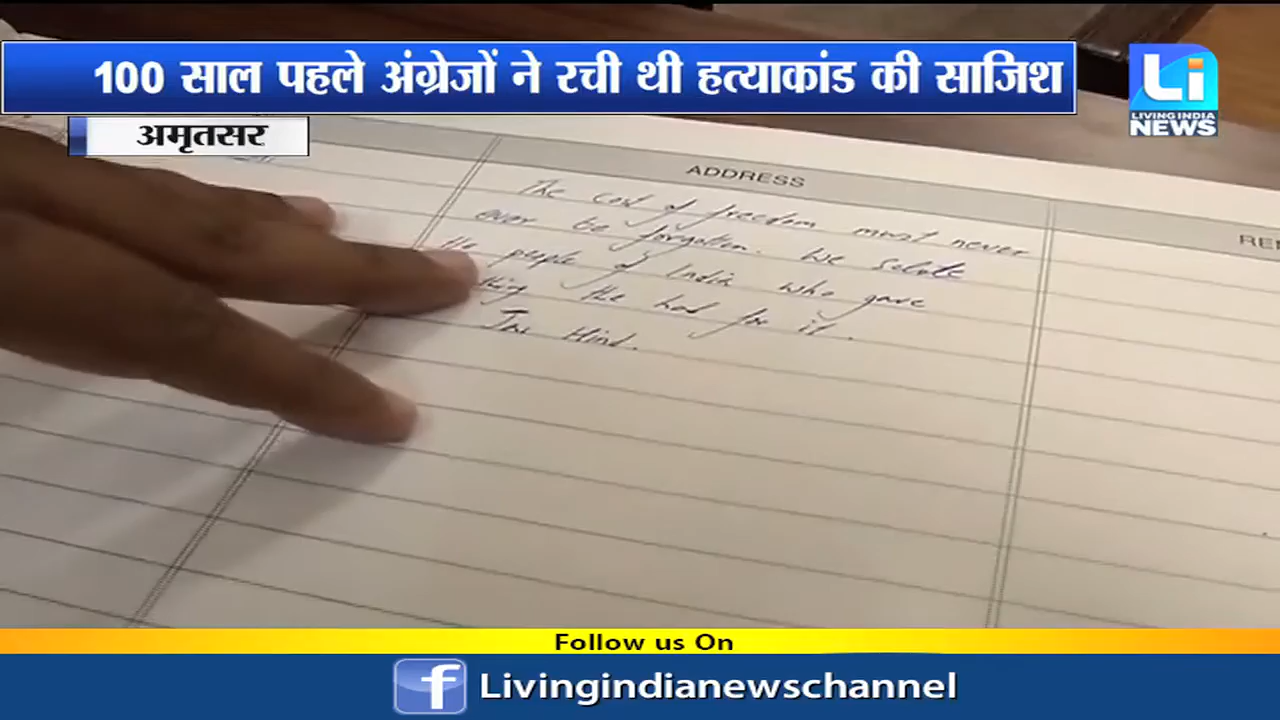 100 साल पहले अंग्रेजों ने रची थी हत्याकांड की साजिश
अमृतसर
Li
LIVING INDIA
NEWS
ADDRESS
The cost of freedom must never
ever be forgotten. We salute
the people of India who gave
the had for it.
Jai Hind.
Follow us On
f Livingindianewschannel